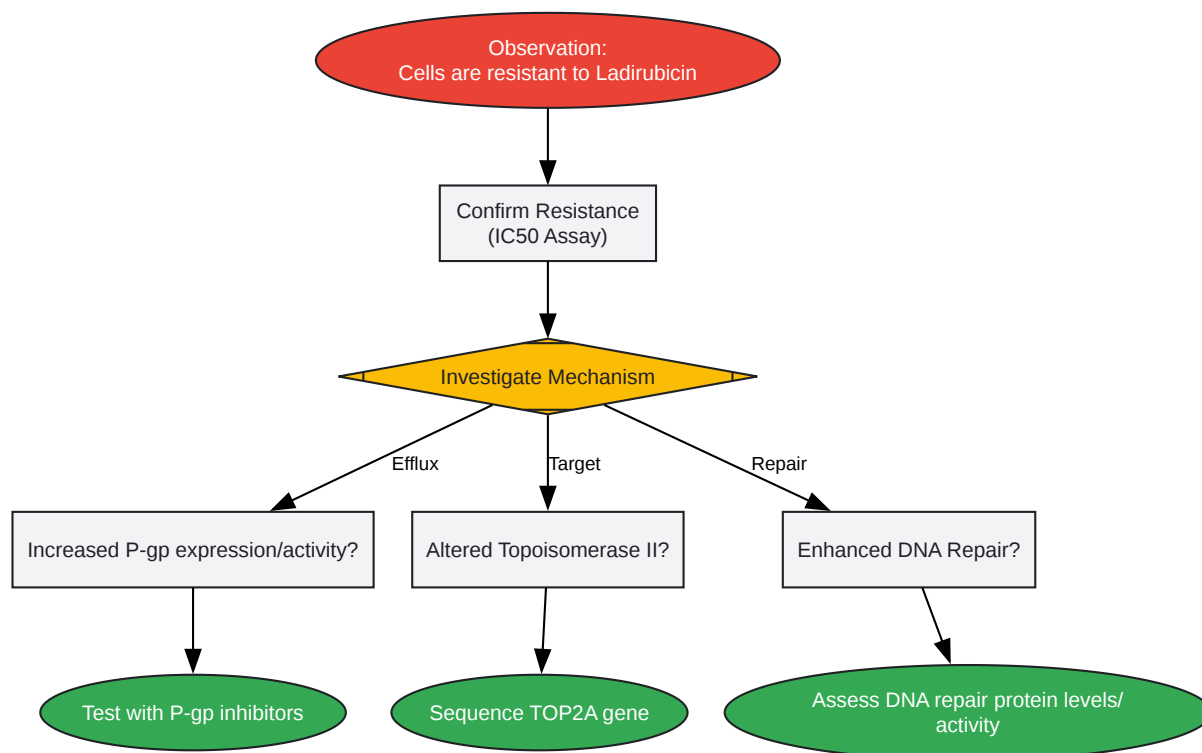 Observation:
Cells are resistant to Ladirubicin
Confirm Resistance
(IC50 Assay)
Investigate Mechanism
Efflux
Target
Repair
Increased P-gp expression/activity?
Altered Topoisomerase II?
Enhanced DNA Repair?
Test with P-gp inhibitors
Sequence TOP2A gene
Assess DNA repair protein levels/
activity